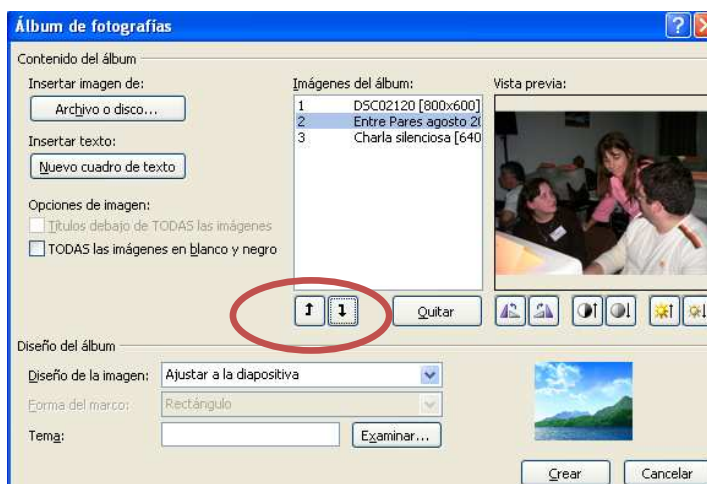 Álbum de fotografías
Contenido del álbum
Insertar imagen de:
Archivo o disco...
Insertar texto:
Nuevo cuadro de texto
Opciones de imagen:
Títulos debajo de TODAS las imágenes
TODAS las imágenes en blanco y negro
Imágenes del álbum:
1 DSC02120 [800x600]
2 Entre Pares agosto 20
3 Charla silenciosa [640
Quitar
Vista previa:
Diseño del álbum
Diseño de la imagen: Ajustar a la diapositiva
Forma del marco: Rectángulo
Tema: Examinar...
Crear Cancelar